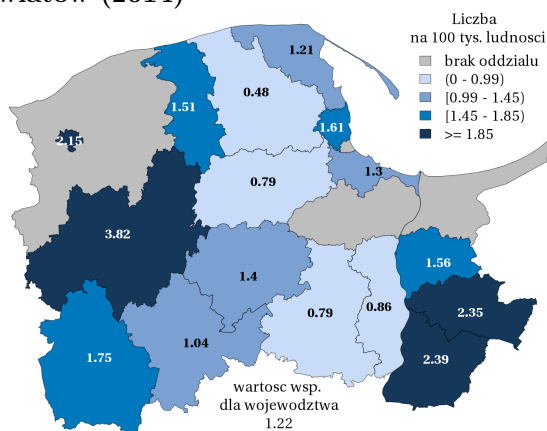 powiatów (2014)
Liczba
na 100 tys. ludnosci
brak oddzialu
(0 - 0.99)
[0.99 - 1.45)
[1.45 - 1.85)
>= 1.85
1.21
0.48
1.51
1.61
2.15
1.3
0.79
3.82
1.4
1.56
0.79
0.86
2.35
1.04
1.75
2.39
wartosc wsp.
dla wojewodztwa
1.22